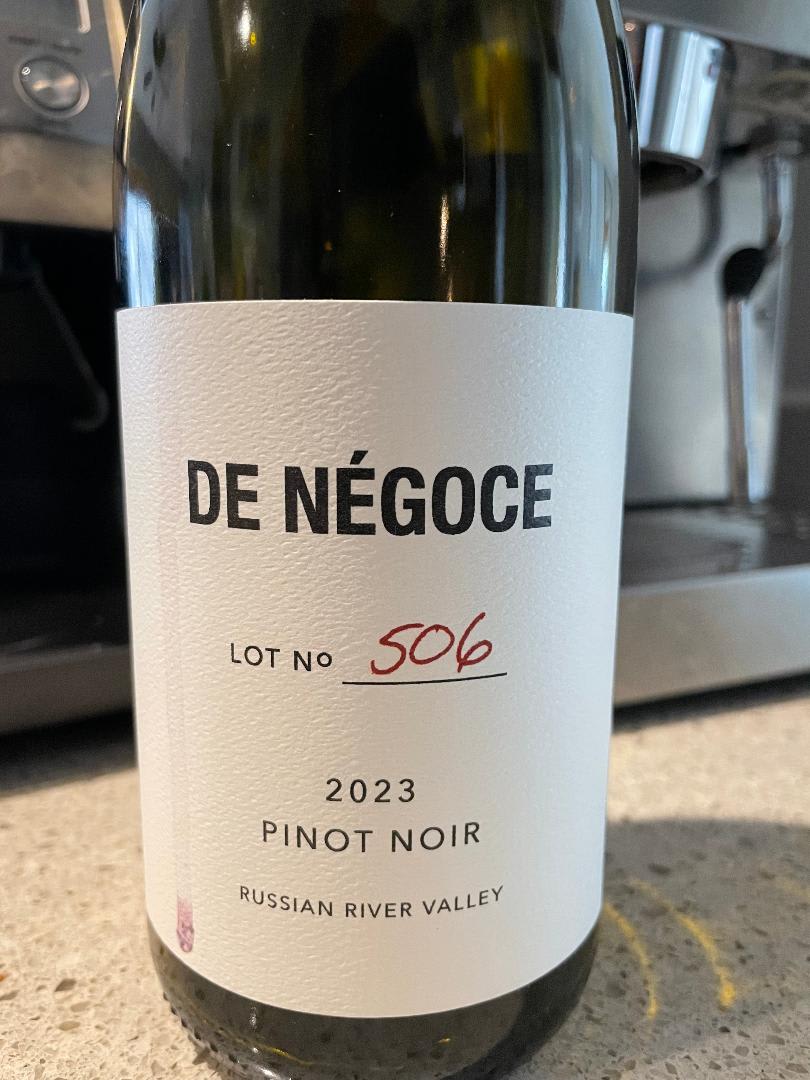 DE NÉGOCE
LOT Nº 506
2023
PINOT NOIR
RUSSIAN RIVER VALLEY